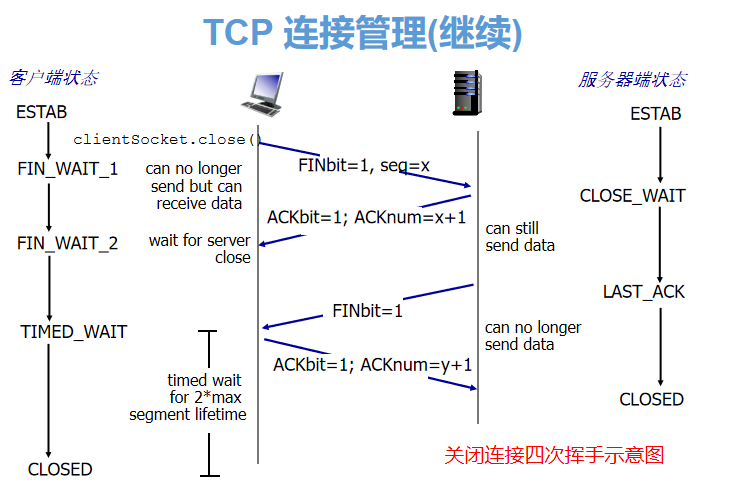 TCP 连接管理(继续)
客户端状态
服务器端状态
ESTAB
ESTAB
clientSocket.close()
FINbit=1, seq=x
FIN_WAIT_1
can no longer
send but can
receive data
CLOSE_WAIT
ACKbit=1; ACKnum=x+1
FIN_WAIT_2
wait for server
close
can still
send data
LAST_ACK
FINbit=1
TIMED_WAIT
can no longer
send data
ACKbit=1; ACKnum=y+1
timed wait
for 2*max
segment lifetime
CLOSED
关闭连接四次挥手示意图
CLOSED